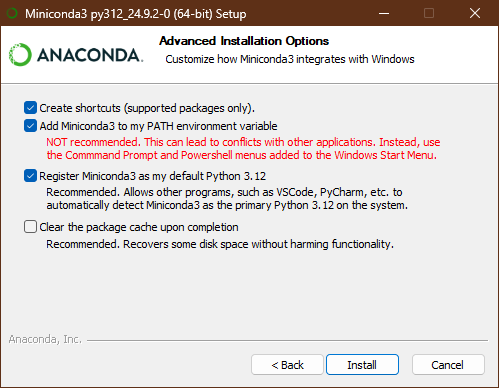 Miniconda3 py312_24.9.2-0 (64-bit) Setup
ANACONDA.
Advanced Installation Options
Customize how Miniconda3 integrates with Windows
Create shortcuts (supported packages only).
Add Miniconda3 to my PATH environment variable
NOT recommended. This can lead to conflicts with other applications. Instead, use
the Commmand Prompt and Powershell menus added to the Windows Start Menu.
Register Miniconda3 as my default Python 3.12
Recommended. Allows other programs, such as VSCode, PyCharm, etc. to
automatically detect Miniconda3 as the primary Python 3.12 on the system.
Clear the package cache upon completion
Recommended. Recovers some disk space without harming functionality.
Anaconda, Inc.
< Back
Install
Cancel